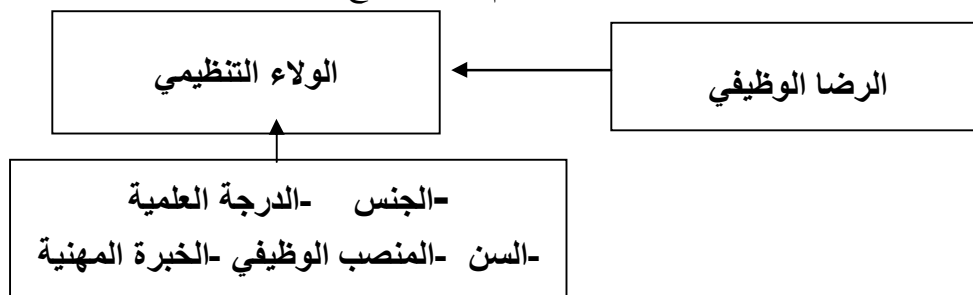 الرضا الوظيفي
الولاء التنظيمي
-الجنس -الدرجة العلمية
-السن -المنصب الوظيفي -الخبرة المهنية